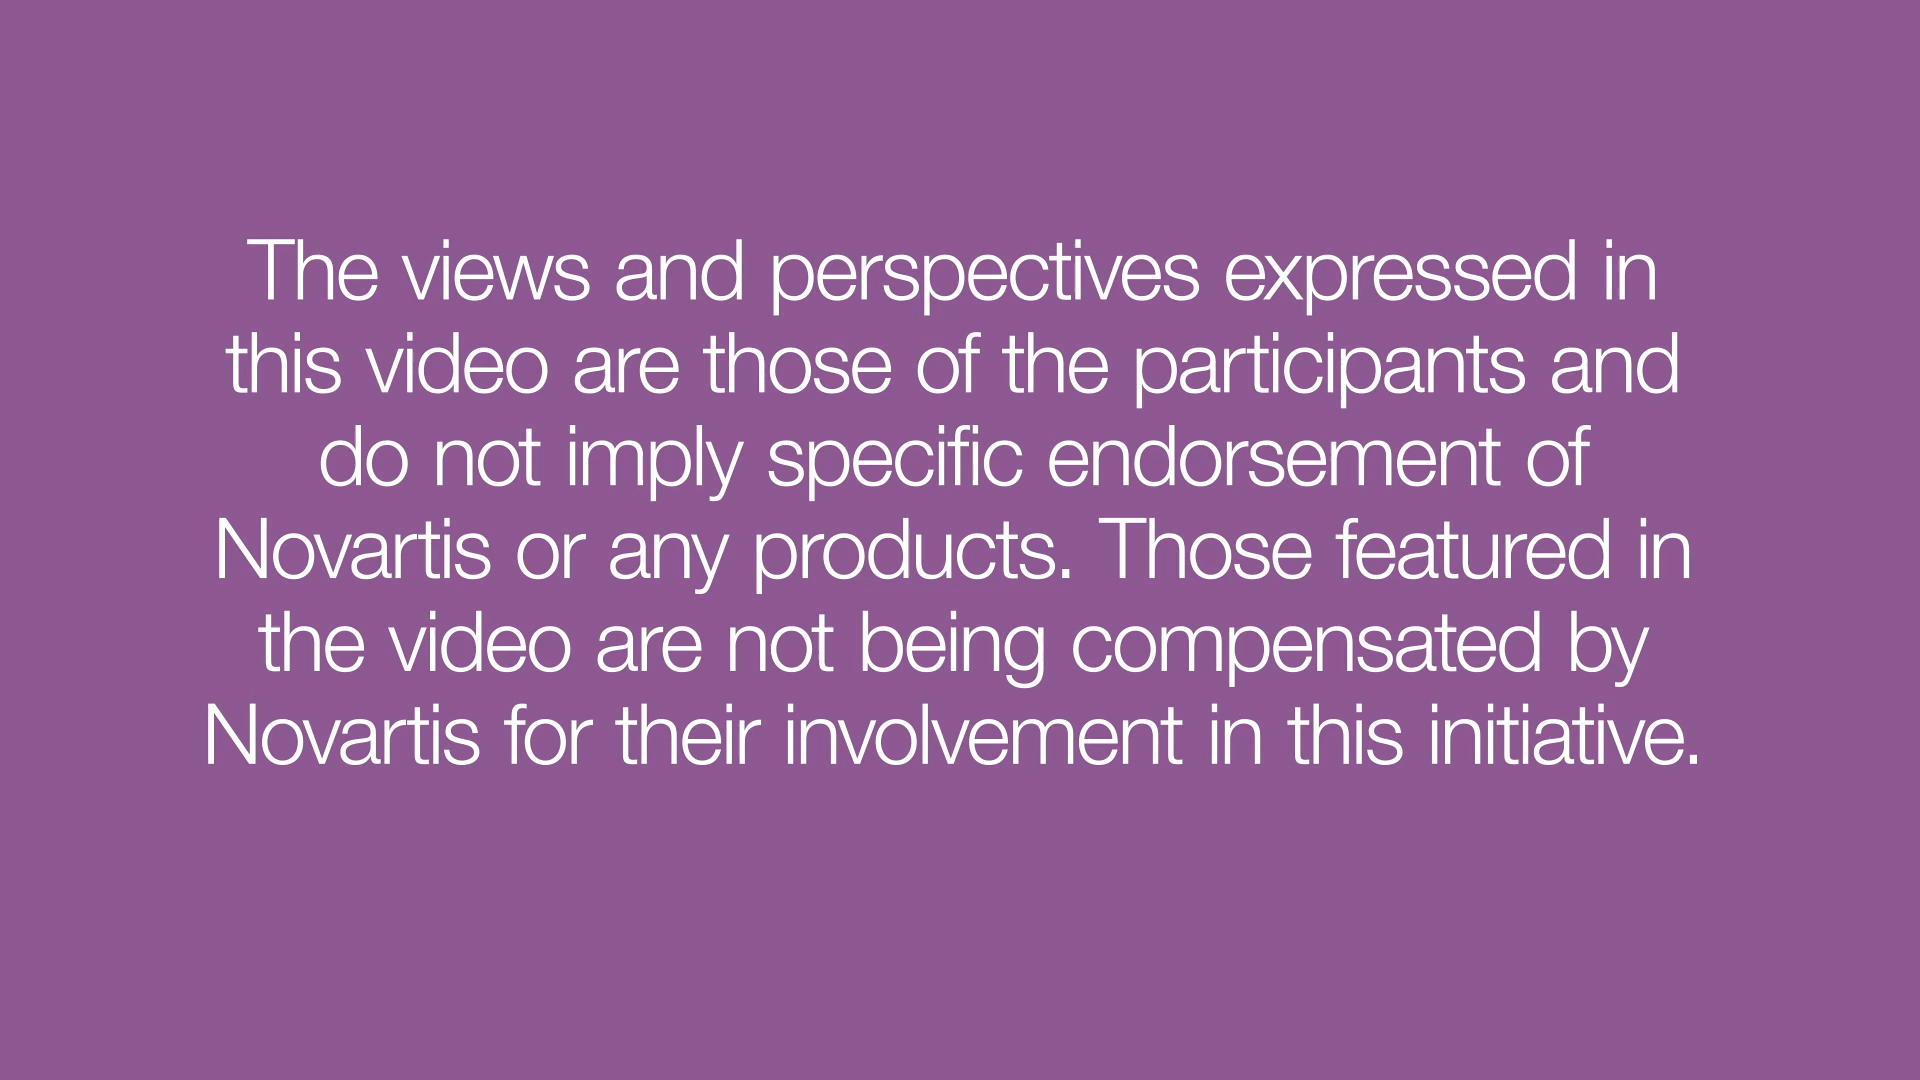 The views and perspectives expressed in
this video are those of the participants and
do not imply specific endorsement of
Novartis or any products. Those featured in
the video are not being compensated by
Novartis for their involvement in this initiative.